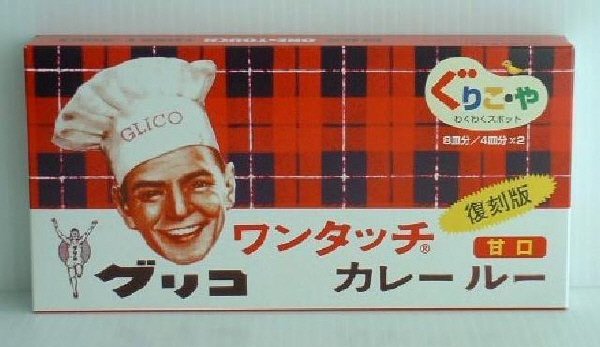 GLICO
ぐりこ・や
わくわくスポット
8皿分/4皿分×2
復刻版
ワンタッチ®
甘口
グリコ
カレールー